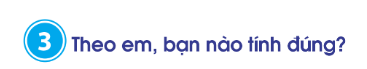 3 Theo em, bạn nào tính đúng?